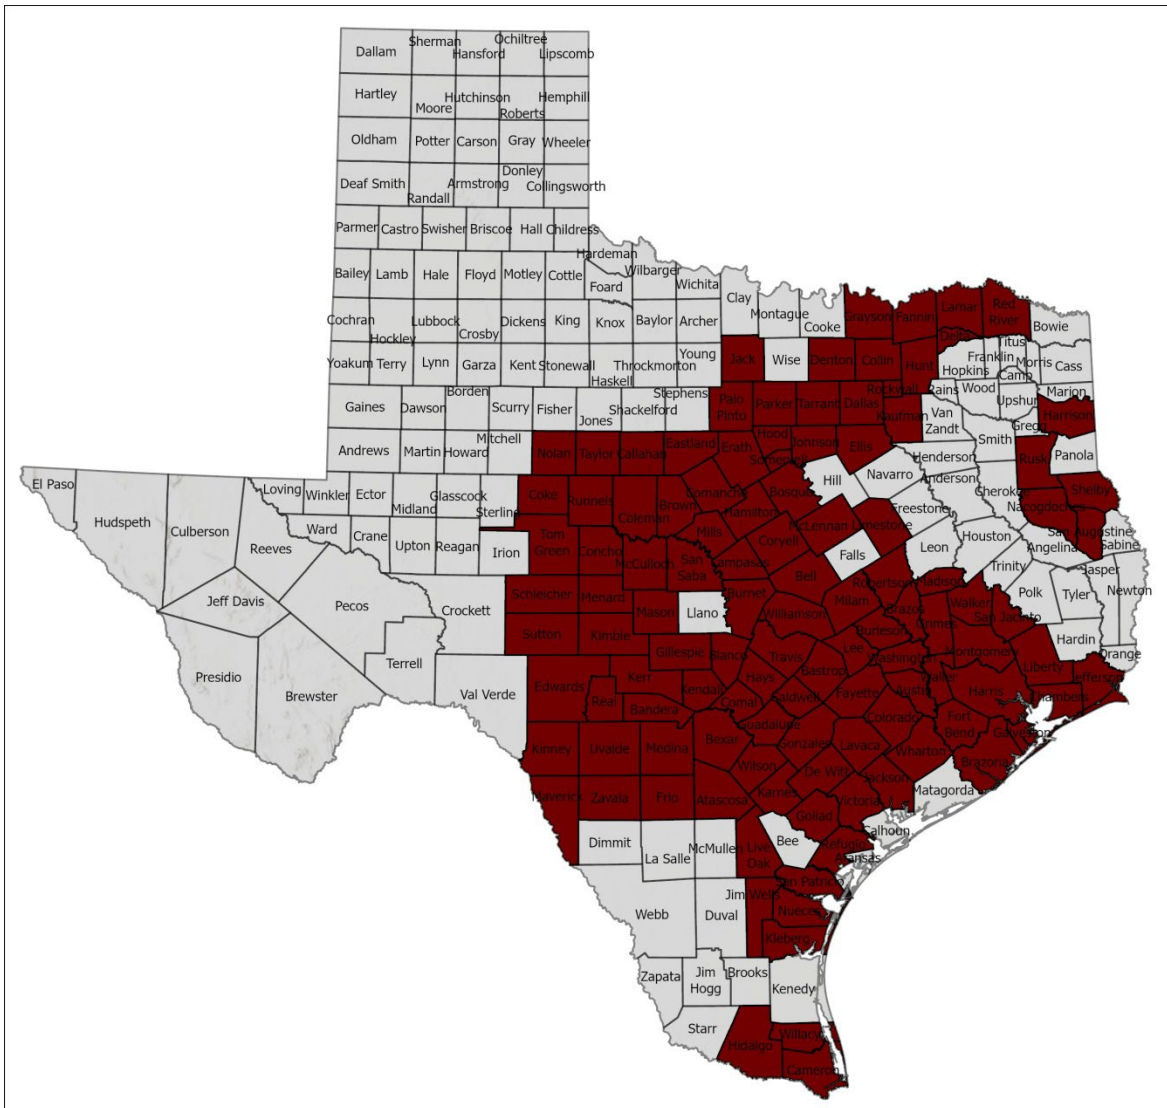 Dallam
Sherman
Hansford
Ochiltree
Lipscomb
Hartley
Moore
Hutchinson
Roberts
Hemphill
Oldham
Potter
Carson
Gray
Wheeler
Deaf Smith
Randall
Armstrong
Donley
Collingsworth
Parmer
Castro
Swisher
Briscoe
Hall
Childress
Hardeman
Bailey
Lamb
Hale
Floyd
Motley
Cottle
Foard
Wilbarger
Wichita
Clay
Montague
Cooke
Grayson
Fannin
Lamar
Red
River
Bowie
Cochran
Hockley
Lubbock
Crosby
Dickens
King
Knox
Baylor
Archer
Delta
Titus
Franklin
Hopkins
Morris
Cass
Camp
Yoakum
Terry
Lynn
Garza
Kent
Stonewall
Haskell
Throckmorton
Young
Jack
Wise
Denton
Collin
Hunt
Rockwall
Rains
Wood
Upshur
Marion
Gaines
Dawson
Borden
Scurry
Fisher
Jones
Shackelford
Stephens
Palo
Pinto
Parker
Tarrant
Dallas
Kaufman
Van
Zandt
Smith
Gregg
Harrison
Andrews
Martin
Howard
Mitchell
Nolan
Taylor
Callahan
Eastland
Erath
Hood
Somervell
Johnson
Ellis
Henderson
Rusk
Panola
El Paso
Hudspeth
Culberson
Loving
Winkler
Ector
Midland
Glasscock
Sterling
Coke
Runnels
Coleman
Brown
Comanche
Hamilton
Bosque
Hill
Navarro
Anderson
Cherokee
Nacogdoches
Shelby
Reeves
Ward
Crane
Upton
Reagan
Irion
Tom
Green
Concho
McCulloch
San
Saba
Mills
Lampasas
Coryell
McLennan
Limestone
Freestone
Falls
Leon
Houston
Angelina
San
Augustine
Sabine
Jeff Davis
Pecos
Crockett
Schleicher
Menard
Mason
Llano
Burnet
Bell
Milam
Robertson
Madison
Trinity
Polk
Tyler
Jasper
Newton
Presidio
Brewster
Terrell
Val Verde
Sutton
Kimble
Gillespie
Blanco
Williamson
Travis
Burleson
Brazos
Grimes
Walker
San Jacinto
Hardin
Orange
Edwards
Real
Kerr
Bandera
Kendall
Comal
Hays
Bastrop
Lee
Washington
Montgomery
Liberty
Jefferson
Kinney
Uvalde
Medina
Bexar
Guadalupe
Caldwell
Fayette
Austin
Waller
Harris
Chambers
Maverick
Zavala
Frio
Atascosa
Wilson
Gonzales
Lavaca
Colorado
Wharton
Fort
Bend
Galveston
Brazoria
Dimmit
La Salle
McMullen
Live
Oak
Karnes
De Witt
Goliad
Victoria
Jackson
Matagorda
Calhoun
Bee
Refugio
Aransas
San Patricio
Webb
Duval
Jim Wells
Nueces
Kleberg
Zapata
Jim
Hogg
Brooks
Kenedy
Starr
Hidalgo
Willacy
Cameron